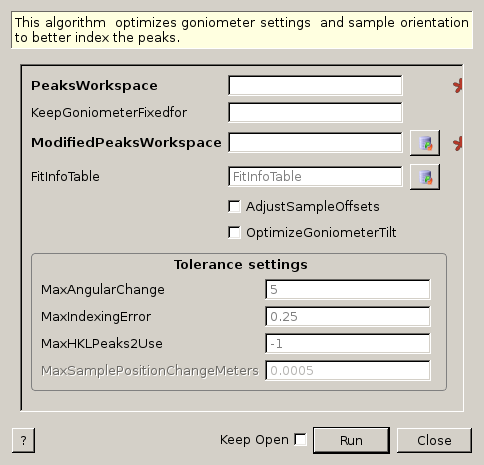 This algorithm  optimizes goniometer settings  and sample orientation
to better index the peaks.
PeaksWorkspace
KeepGoniometerFixedfor
ModifiedPeaksWorkspace
FitInfoTable FitInfoTable
AdjustSampleOffsets
OptimizeGoniometerTilt
Tolerance settings
MaxAngularChange 5
MaxIndexingError 0.25
MaxHKLPeaks2Use -1
MaxSamplePositionChangeMeters 0.0005
? Keep Open Run Close